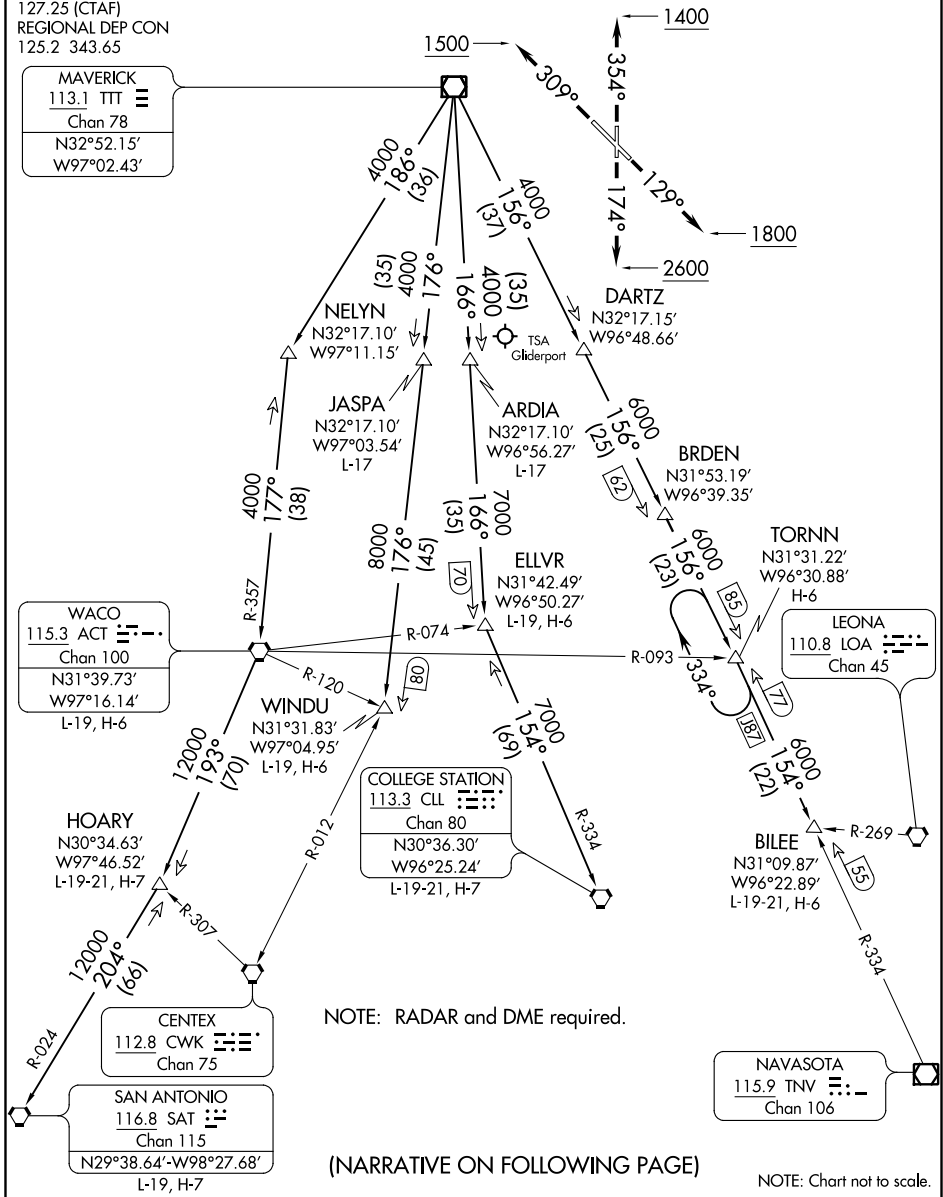 127.25 (CTAF)
REGIONAL DEP CON
125.2 343.65
MAVERICK
113.1 TTT
Chan 78
N32°52.15′
W97°02.43′
1500
1400
309°
354°
129°
174°
1800
2600
4000
186°
(36)
(35)
4000
176°
(35)
4000
166°
4000
156°
(37)
NELYN
N32°17.10′
W97°11.15′
JASPA
N32°17.10′
W97°03.54′
L-17
TSA
Gliderport
ARDIA
N32°17.10′
W96°56.27′
L-17
DARTZ
N32°17.15′
W96°48.66′
6000
156°
(25)
62
BRDEN
N31°53.19′
W96°39.35′
4000
177°
(38)
R-357
8000
176°
(45)
7000
166°
(35)
70
ELLVR
N31°42.49′
W96°50.27′
L-19, H-6
6000
156°
(23)
85
TORNN
N31°31.22′
W96°30.88′
H-6
WACO
115.3 ACT
Chan 100
N31°39.73′
W97°16.14′
L-19, H-6
R-074
R-093
R-120
80
WINDU
N31°31.83′
W97°04.95′
L-19, H-6
334°
77
J87
LEONA
110.8 LOA
Chan 45
7000
154°
(69)
R-334
6000
154°
(22)
12000
193°
(70)
R-012
COLLEGE STATION
113.3 CLL
Chan 80
N30°36.30′
W96°25.24′
L-19-21, H-7
BILEE
N31°09.87′
W96°22.89′
L-19-21, H-6
R-269
55
R-334
HOARY
N30°34.63′
W97°46.52′
L-19-21, H-7
R-307
12000
204°
(66)
R-024
CENTEX
112.8 CWK
Chan 75
NOTE: RADAR and DME required.
NAVASOTA
115.9 TNV
Chan 106
SAN ANTONIO
116.8 SAT
Chan 115
N29°38.64′-W98°27.68′
L-19, H-7
(NARRATIVE ON FOLLOWING PAGE)
NOTE: Chart not to scale.